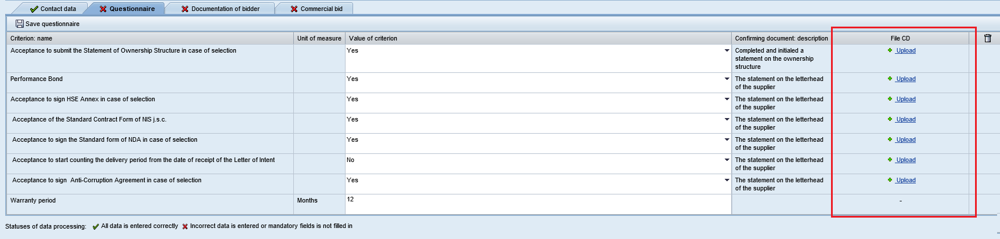 Contact data Questionnaire Documentation of bidder Commercial bid
Save questionnaire
Criterion: name Unit of measure Value of criterion Confirming document: description File CD
Acceptance to submit the Statement of Ownership Structure in case of selection Yes Completed and initialed a Upload
statement on the ownership
structure
Performance Bond Yes The statement on the letterhead Upload
of the supplier
Acceptance to sign HSE Annex in case of selection Yes The statement on the letterhead Upload
of the supplier
Acceptance of the Standard Contract Form of NIS j.s.c. Yes The statement on the letterhead Upload
of the supplier
Acceptance to sign the Standard form of NDA in case of selection Yes The statement on the letterhead Upload
of the supplier
Acceptance to start counting the delivery period from the date of receipt of the Letter of Intent No The statement on the letterhead Upload
of the supplier
Acceptance to sign Anti-Corruption Agreement in case of selection Yes The statement on the letterhead Upload
of the supplier
Warranty period Months 12 -
Statuses of data processing: All data is entered correctly Incorrect data is entered or mandatory fields is not filled in